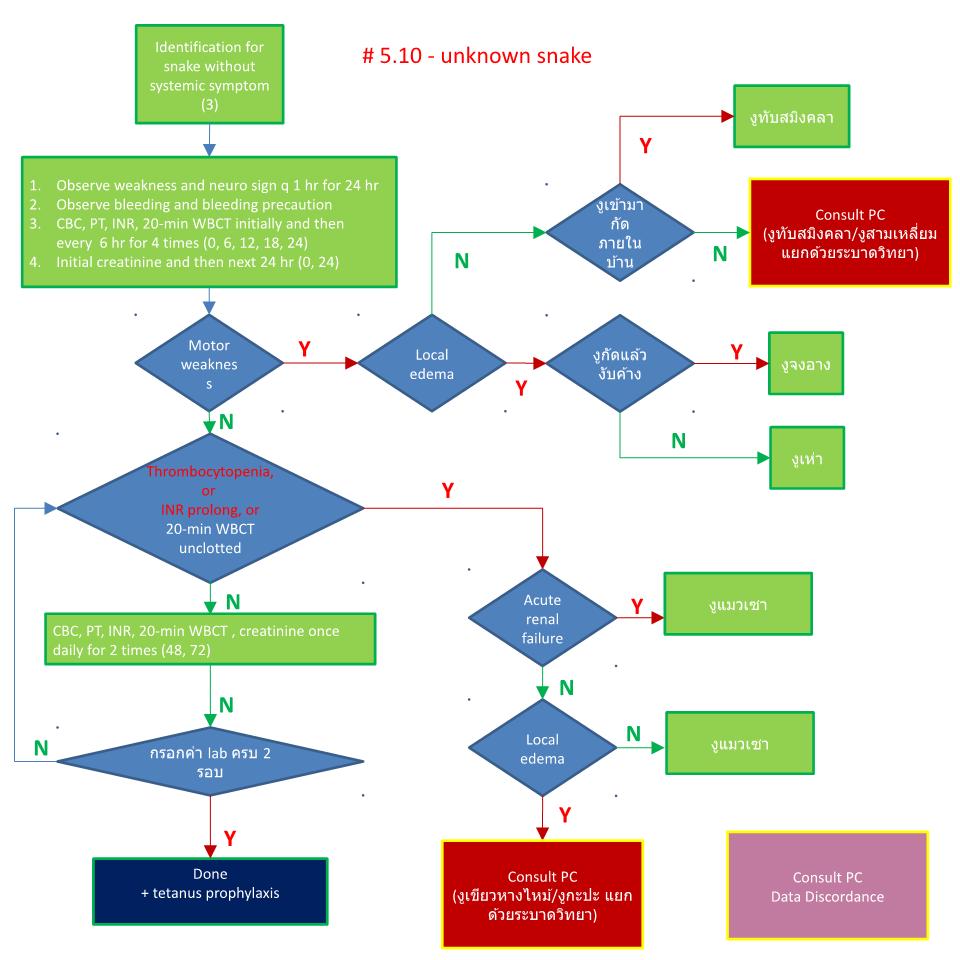 # 5.10 - unknown snake
Identification for
snake without
systemic symptom
(3)
1. Observe weakness and neuro sign q 1 hr for 24 hr
2. Observe bleeding and bleeding precaution
3. CBC, PT, INR, 20-min WBCT initially and then
every 6 hr for 4 times (0, 6, 12, 18, 24)
4. Initial creatinine and then next 24 hr (0, 24)
งูทับสมิงคลา
Y
งูเข้ามา
กัด
ภายใน
บ้าน
N
N
Consult PC
(งูทับสมิงคลา/งูสามเหลี่ยม
แยกด้วยระบาดวิทยา)
Motor
weaknes
s
Y
Local
edema
Y
งูกัดแล้ว
งับค้าง
Y
งูจงอาง
N
N
งูเห่า
Thrombocytopenia,
or
INR prolong, or
20-min WBCT
unclotted
Y
N
CBC, PT, INR, 20-min WBCT , creatinine once
daily for 2 times (48, 72)
Acute
renal
failure
Y
งูแมวเซา
N
N
กรอกค่า lab ครบ 2
รอบ
N
Local
edema
N
งูแมวเซา
Y
Y
Done
+ tetanus prophylaxis
Consult PC
(งูเขียวหางไหม้/งูกะปะ แยก
ด้วยระบาดวิทยา)
Consult PC
Data Discordance